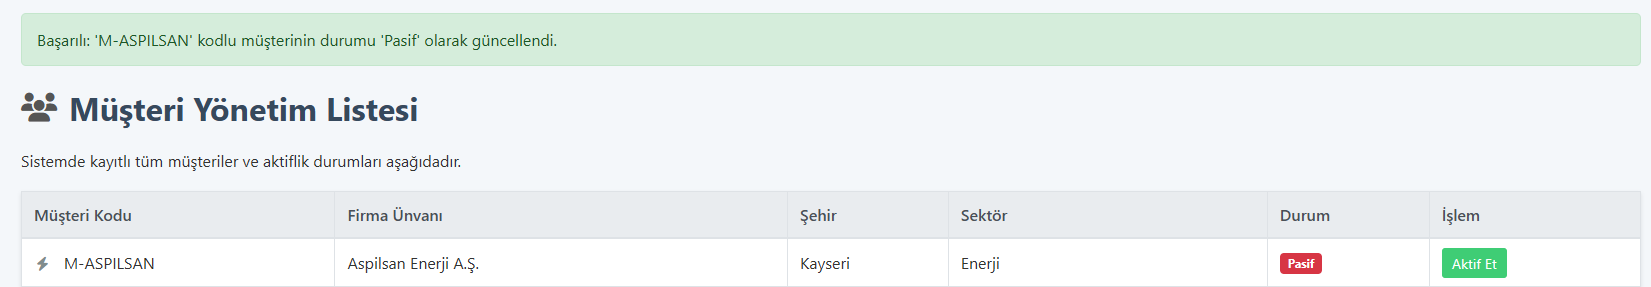 Başarılı: 'M-ASPILSAN' kodlu müşterinin durumu 'Pasif' olarak güncellendi.
Müşteri Yönetim Listesi
Sistemde kayıtlı tüm müşteriler ve aktiflik durumları aşağıdadır.
Müşteri Kodu Firma Ünvanı Şehir Sektör Durum İşlem
M-ASPILSAN Aspilsan Enerji A.Ş. Kayseri Enerji Pasif Aktif Et